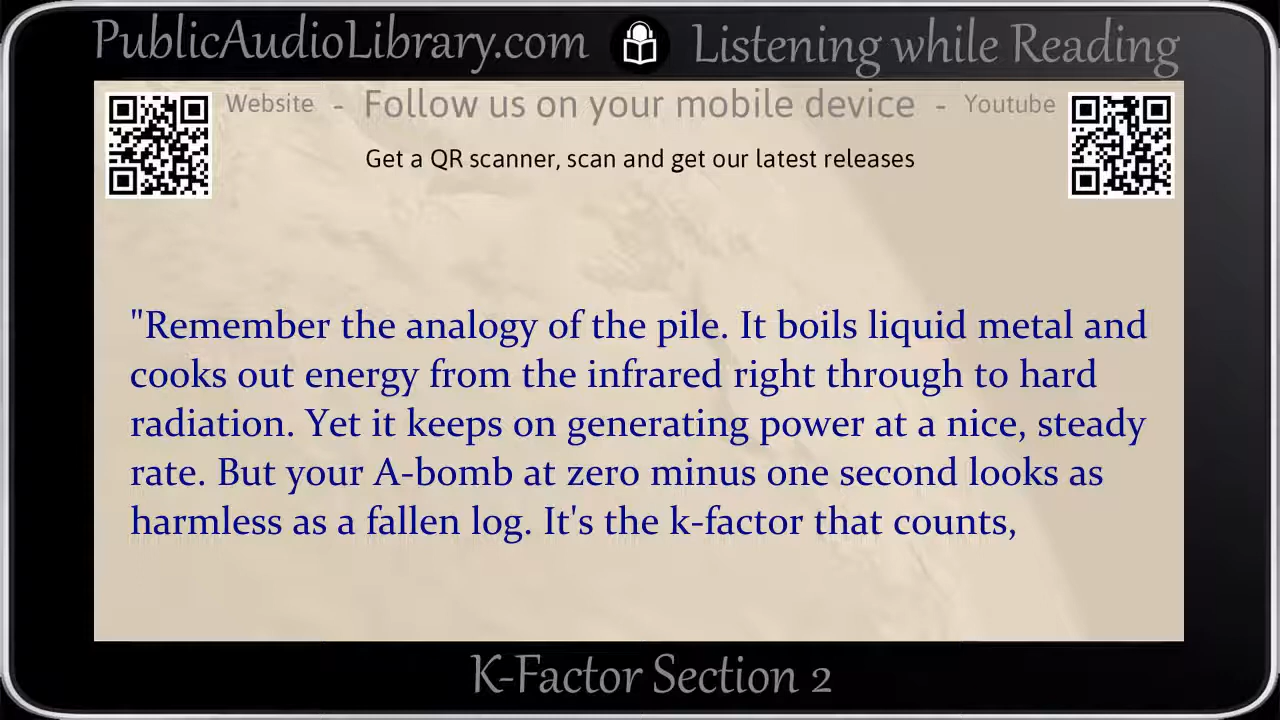 PublicAudioLibrary.com Listening while Reading
Website - Follow us on your mobile device - Youtube
Get a QR scanner, scan and get our latest releases
"Remember the analogy of the pile. It boils liquid metal and
cooks out energy from the infrared right through to hard
radiation. Yet it keeps on generating power at a nice, steady
rate. But your A-bomb at zero minus one second looks as
harmless as a fallen log. It's the k-factor that counts,
K-Factor Section 2